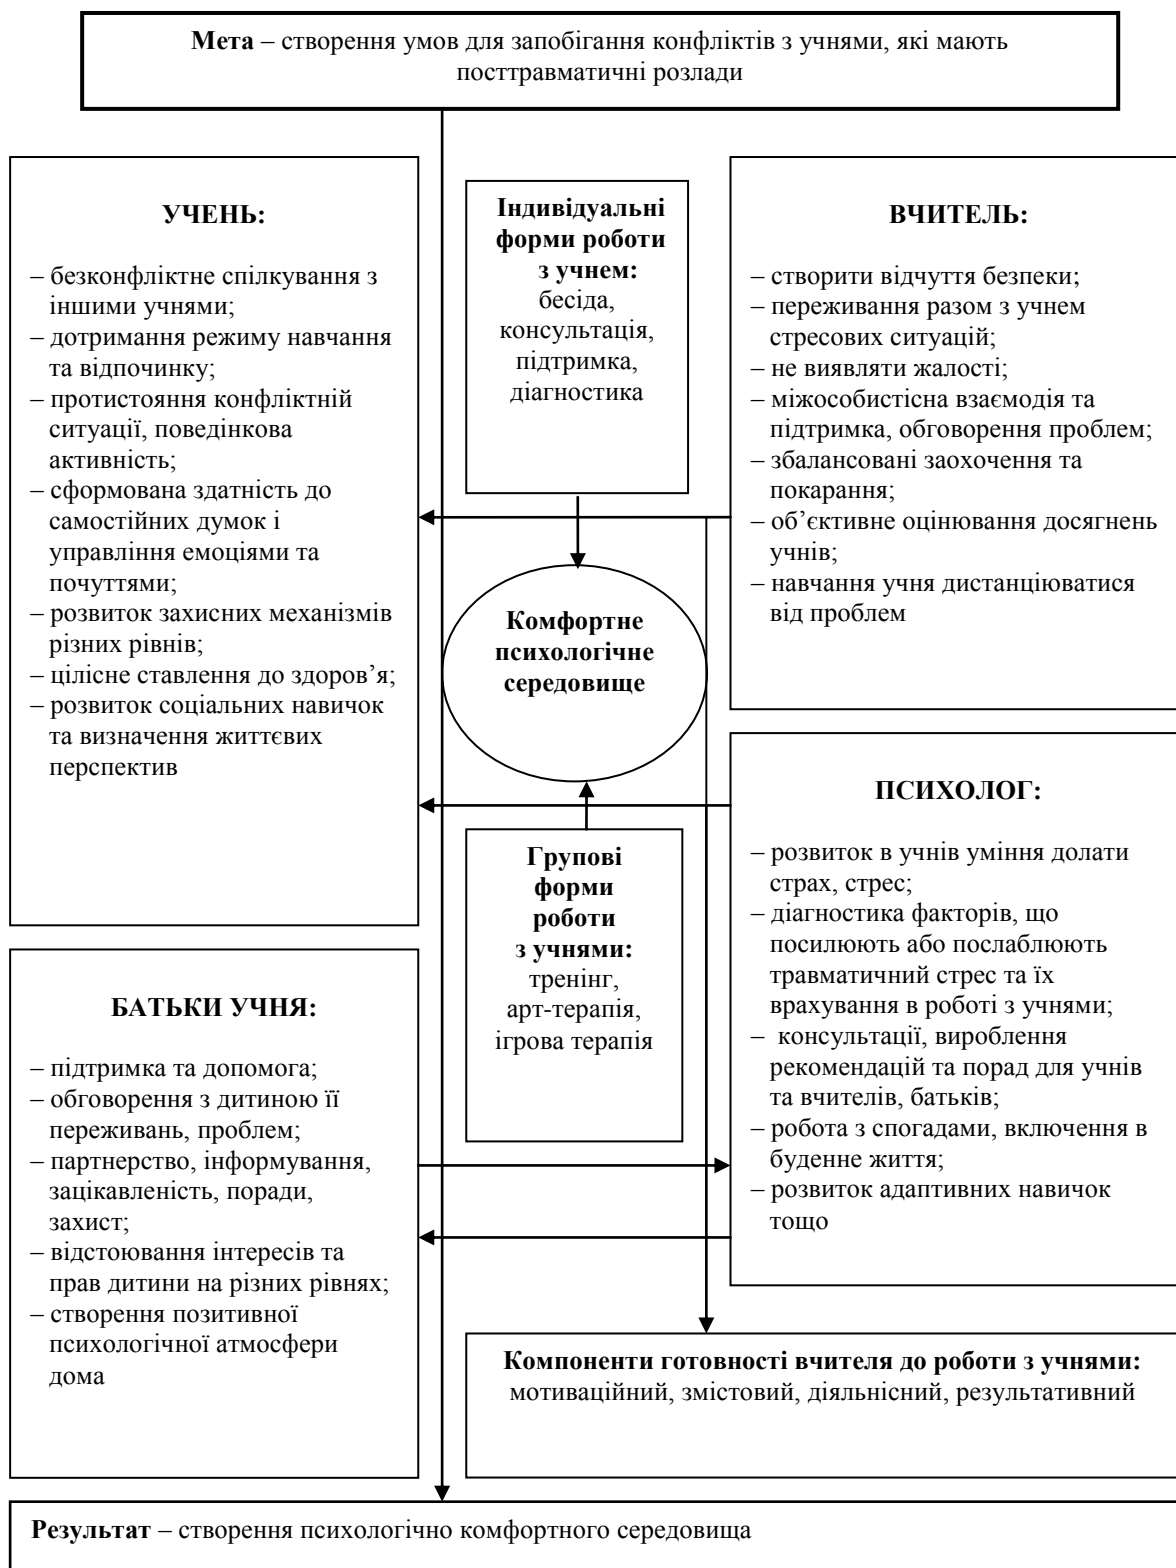 Мета – створення умов для запобігання конфліктів з учнями, які мають
посттравматичні розлади
УЧЕНЬ:
– безконфліктне спілкування з
іншими учнями;
– дотримання режиму навчання
та відпочинку;
– протистояння конфліктній
ситуації, поведінкова
активність;
– сформована здатність до
самостійних думок і
управління емоціями та
почуттями;
– розвиток захисних механізмів
різних рівнів;
– цілісне ставлення до здоров’я;
– розвиток соціальних навичок
та визначення життєвих
перспектив
Індивідуальні
форми роботи
з учнем:
бесіда,
консультація,
підтримка,
діагностика
ВЧИТЕЛЬ:
– створити відчуття безпеки;
– переживання разом з учнем
стресових ситуацій;
– не виявляти жалості;
– міжособистісна взаємодія та
підтримка, обговорення проблем;
– збалансовані заохочення та
покарання;
– об’єктивне оцінювання досягнень
учнів;
– навчання учня дистанціюватися
від проблем
Комфортне
психологічне
середовище
Групові
форми
роботи
з учнями:
тренінг,
арт-терапія,
ігрова терапія
ПСИХОЛОГ:
– розвиток в учнів уміння долати
страх, стрес;
– діагностика факторів, що
посилюють або послаблюють
травматичний стрес та їх
врахування в роботі з учнями;
– консультації, вироблення
рекомендацій та порад для учнів
та вчителів, батьків;
– робота з спогадами, включення в
буденне життя;
– розвиток адаптивних навичок
тощо
БАТЬКИ УЧНЯ:
– підтримка та допомога;
– обговорення з дитиною її
переживань, проблем;
– партнерство, інформування,
зацікавленість, поради,
захист;
– відстоювання інтересів та
прав дитини на різних рівнях;
– створення позитивної
психологічної атмосфери
дома
Компоненти готовності вчителя до роботи з учнями:
мотиваційний, змістовий, діяльнісний, результативний
Результат – створення психологічно комфортного середовища